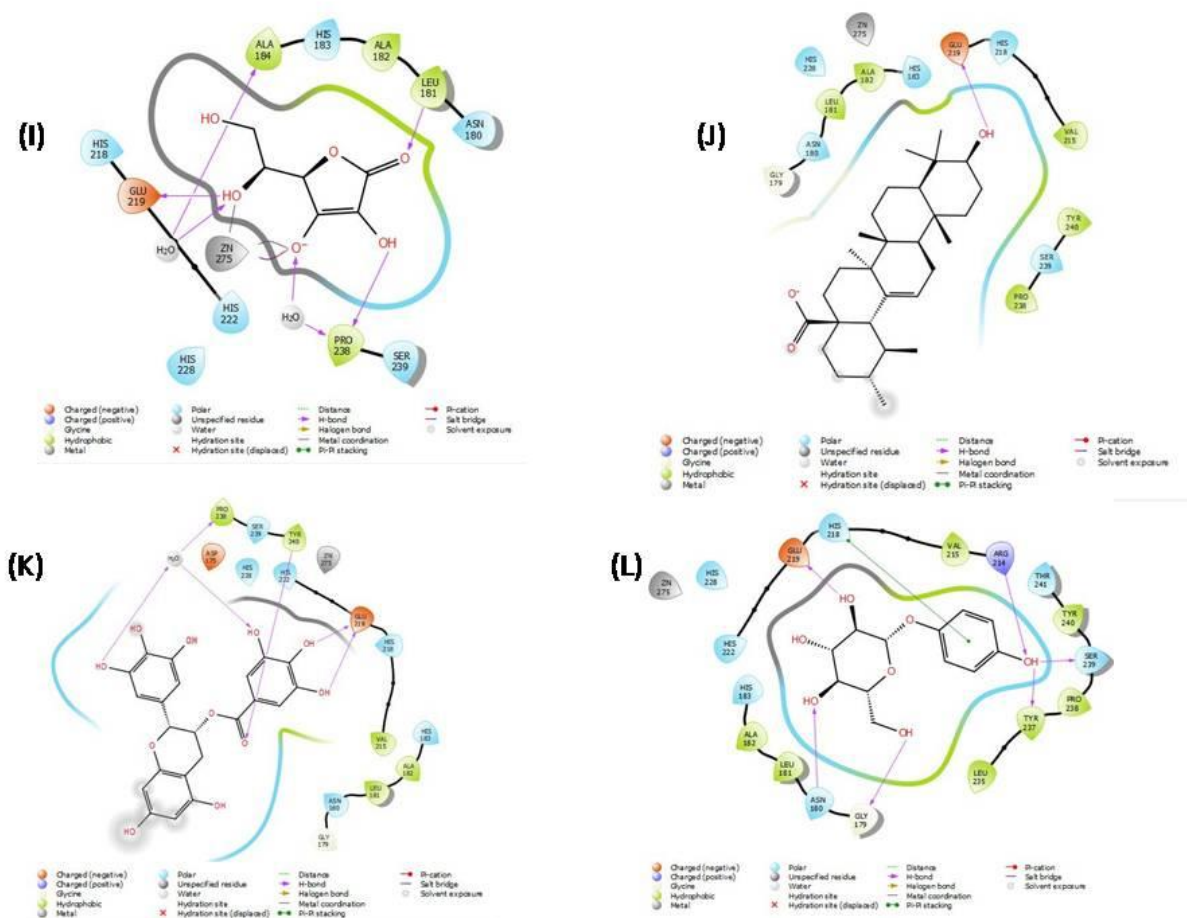 (I)
ALA
184
HIS
183
ALA
182
LEU
181
ASN
180
HO
O
O
HIS
218
GLU
219
HO
H₂O
ZN
275
O⁻
OH
HIS
222
H₂O
PRO
238
SER
239
HIS
228
Charged (negative)
Charged (positive)
Glycine
Hydrophobic
Metal
Polar
Unspecified residue
Water
Hydration site
Hydration site (displaced)
Distance
H-bond
Halogen bond
Metal coordination
Pi-Pi stacking
Pi-cation
Salt bridge
Solvent exposure
(J)
ZN
275
GLU
219
HIS
218
HIS
228
ALA
182
HIS
183
LEU
181
ASN
180
GLY
179
OH
VAL
215
TYR
240
SER
239
PRO
238
O⁻
O
Charged (negative)
Charged (positive)
Glycine
Hydrophobic
Metal
Polar
Unspecified residue
Water
Hydration site
Hydration site (displaced)
Distance
H-bond
Halogen bond
Metal coordination
Pi-Pi stacking
Pi-cation
Salt bridge
Solvent exposure
(K)
PRO
238
SER
239
TYR
240
H₂O
ASP
HIS
228
HIS
222
ZN
275
GLU
219
HIS
218
HO
OH
OH
HO
HO
OH
OH
O
O
O
VAL
215
HIS
183
ALA
182
LEU
181
ASN
180
GLY
179
OH
HO
Charged (negative)
Charged (positive)
Glycine
Hydrophobic
Metal
Polar
Unspecified residue
Water
Hydration site
Hydration site (displaced)
Distance
H-bond
Halogen bond
Metal coordination
Pi-Pi stacking
Pi-cation
Salt bridge
Solvent exposure
(L)
HIS
218
GLU
219
VAL
215
ARG
214
ZN
275
HIS
228
THR
241
TYR
240
HIS
222
HO
O
HO
O
OH
SER
239
HO
OH
PRO
238
TYR
237
HIS
183
ALA
182
LEU
181
ASN
180
GLY
179
LEU
235
Charged (negative)
Charged (positive)
Glycine
Hydrophobic
Metal
Polar
Unspecified residue
Water
Hydration site
Hydration site (displaced)
Distance
H-bond
Halogen bond
Metal coordination
Pi-Pi stacking
Pi-cation
Salt bridge
Solvent exposure